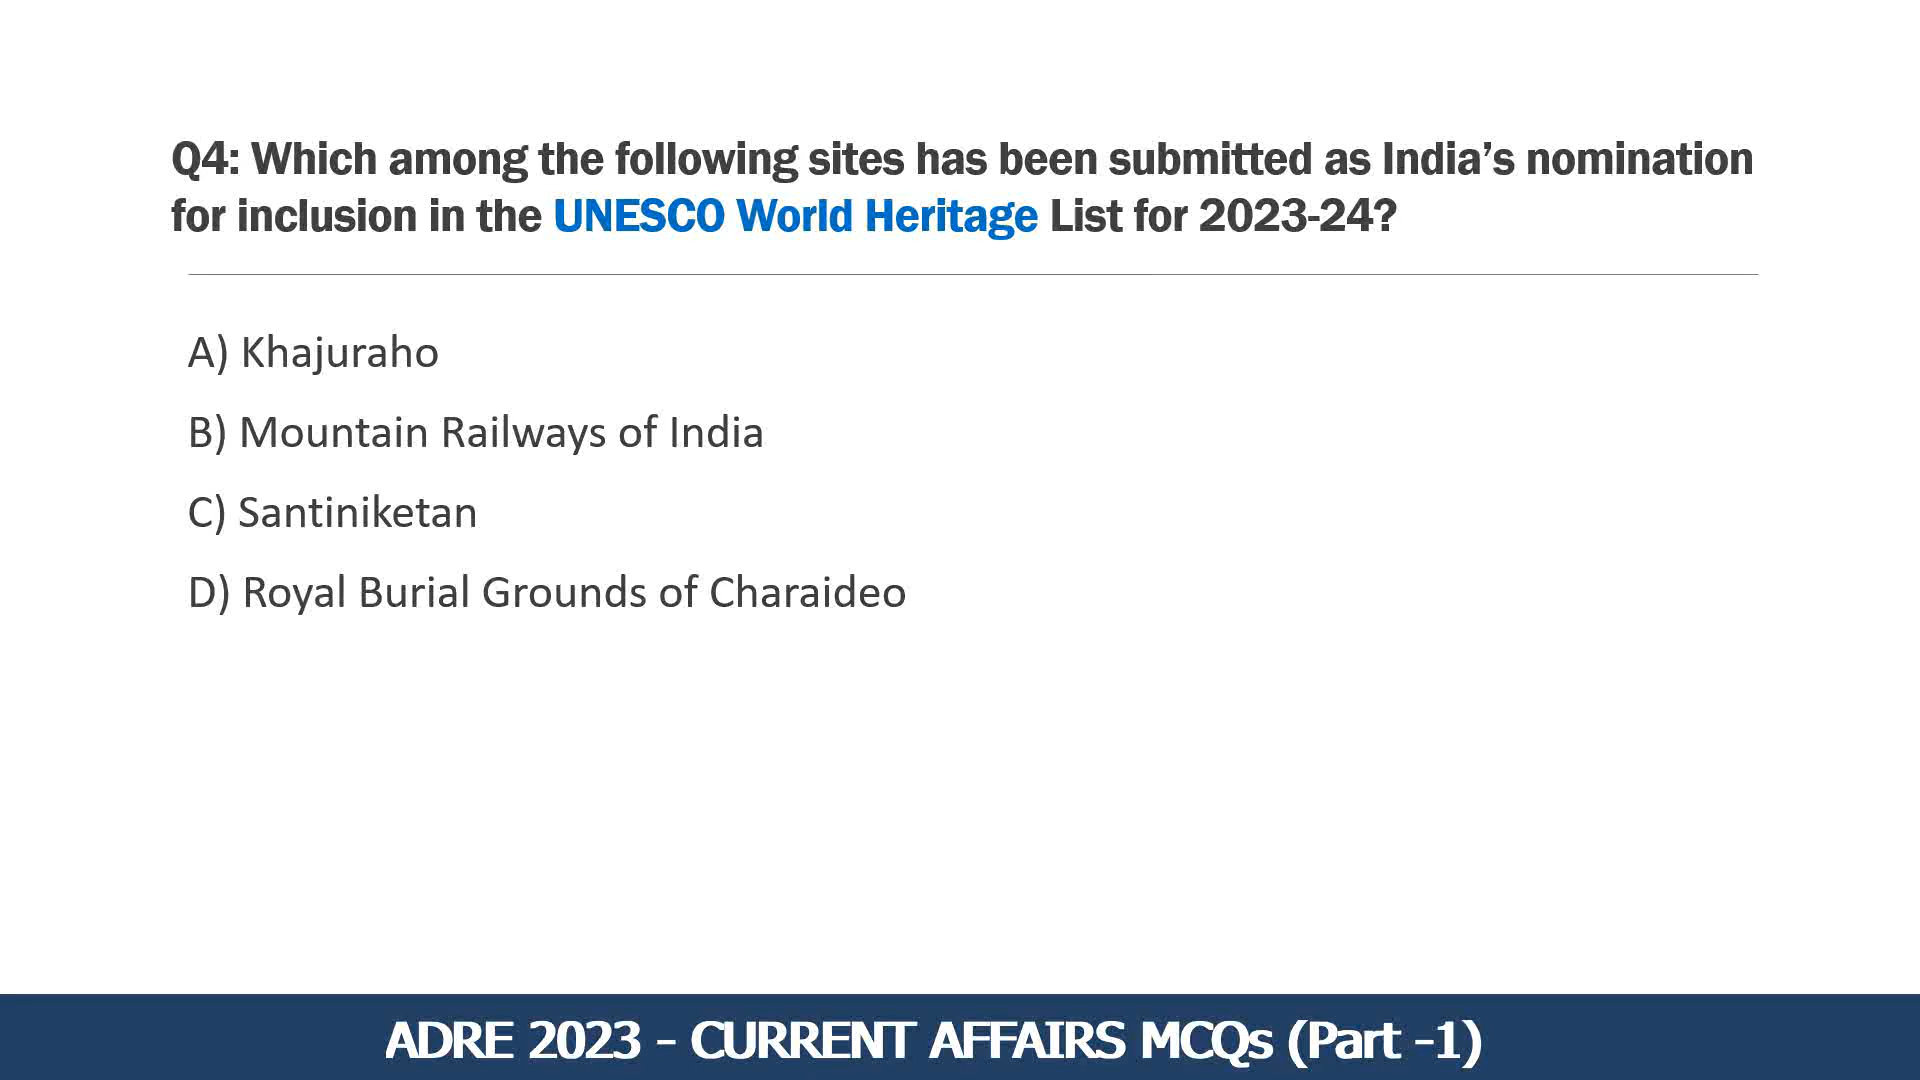 Q4: Which among the following sites has been submitted as India’s nomination
for inclusion in the UNESCO World Heritage List for 2023-24?
A) Khajuraho
B) Mountain Railways of India
C) Santiniketan
D) Royal Burial Grounds of Charaideo
ADRE 2023 - CURRENT AFFAIRS MCQs (Part -1)